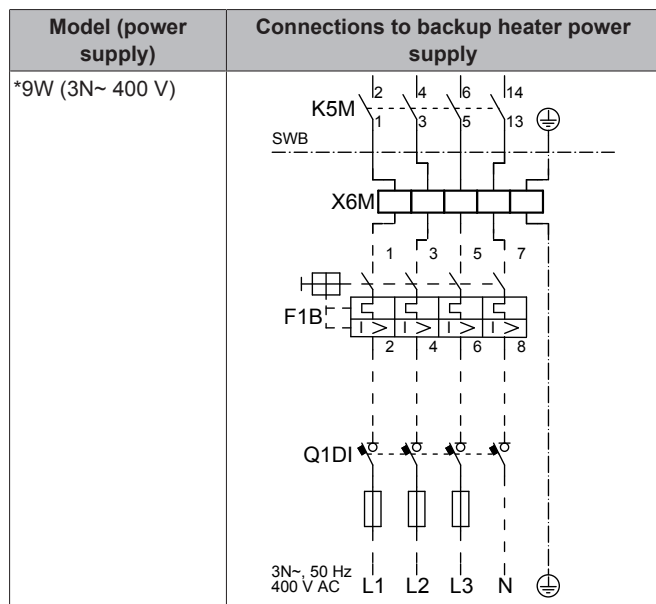 Model (power supply)
Connections to backup heater power supply
*9W (3N~ 400 V)
2 4 6 14
K5M
1 3 5 13
SWB
X6M
1 3 5 7
F1B
I > I > I > I >
2 4 6 8
Q1DI
3N~, 50 Hz
400 V AC
L1 L2 L3 N